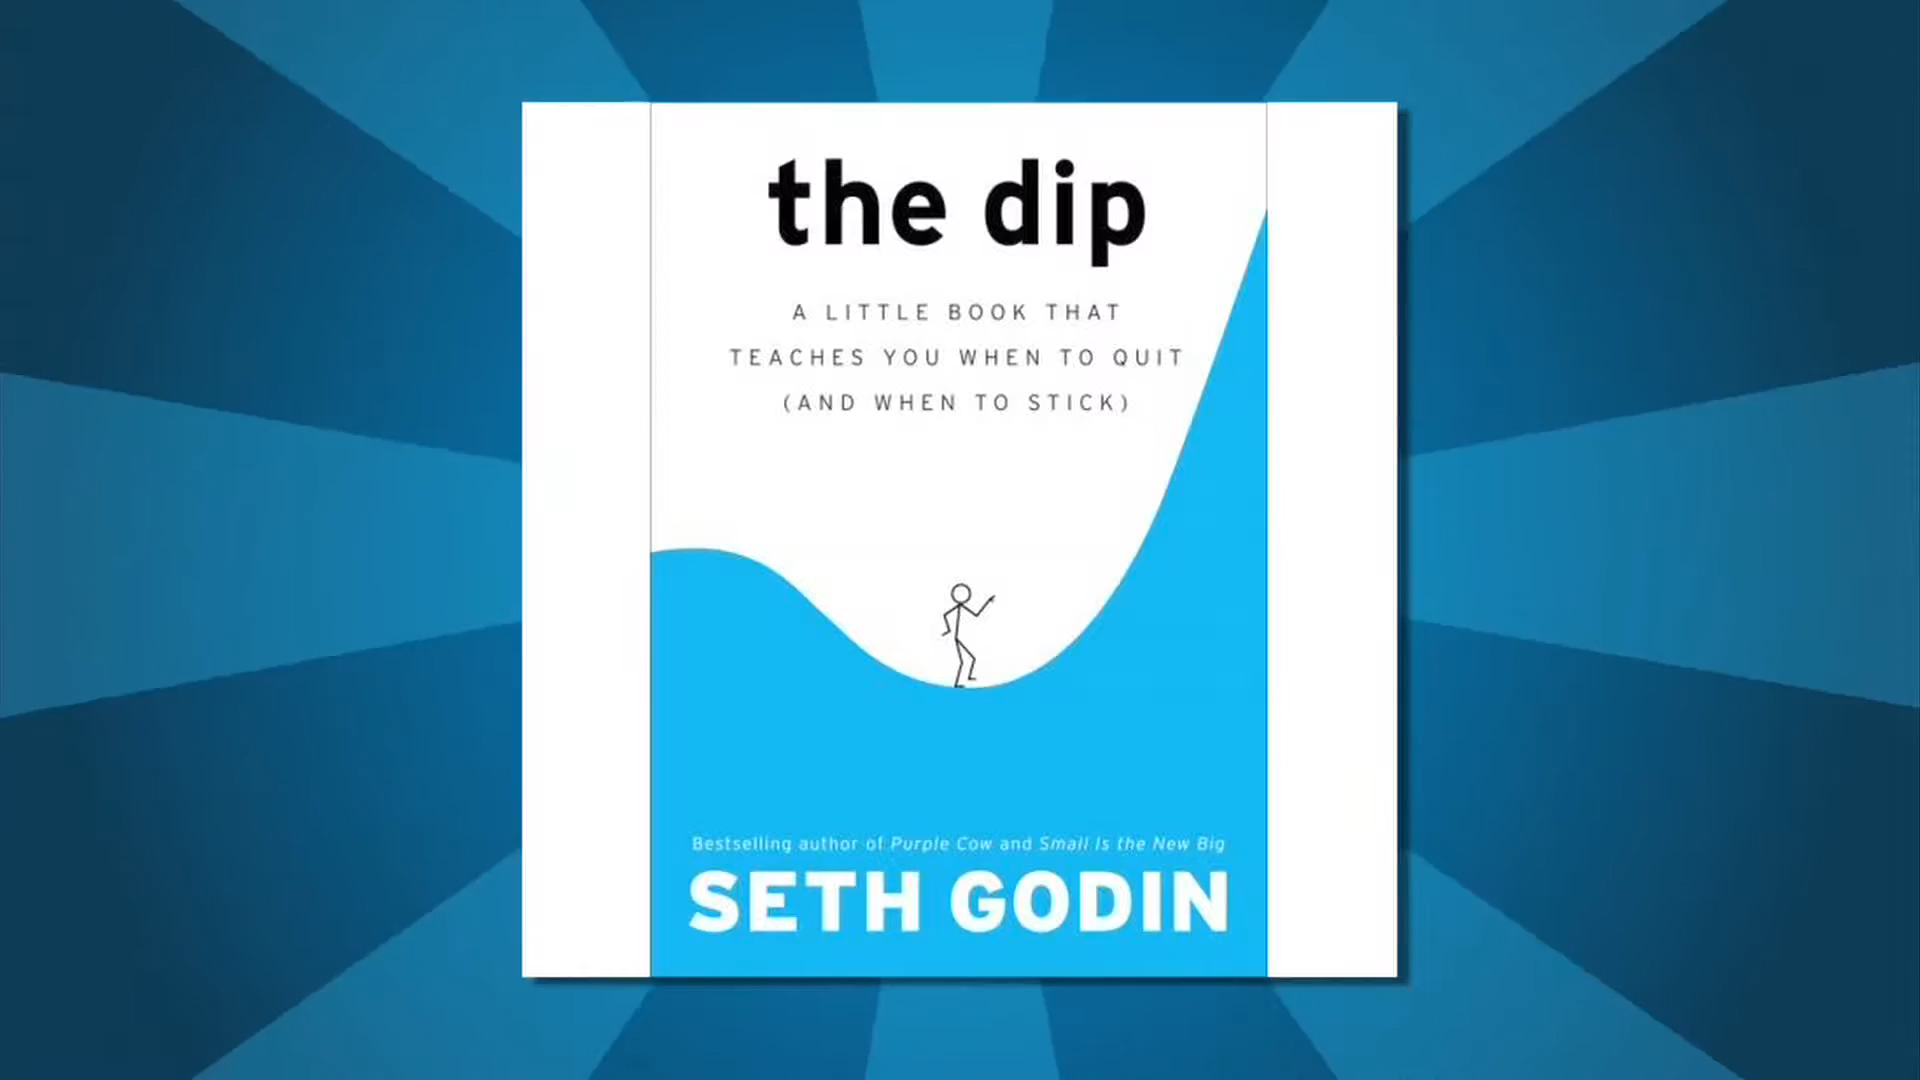 the dip
A LITTLE BOOK THAT
TEACHES YOU WHEN TO QUIT
(AND WHEN TO STICK)
Bestselling author of Purple Cow and Small Is the New Big
SETH GODIN